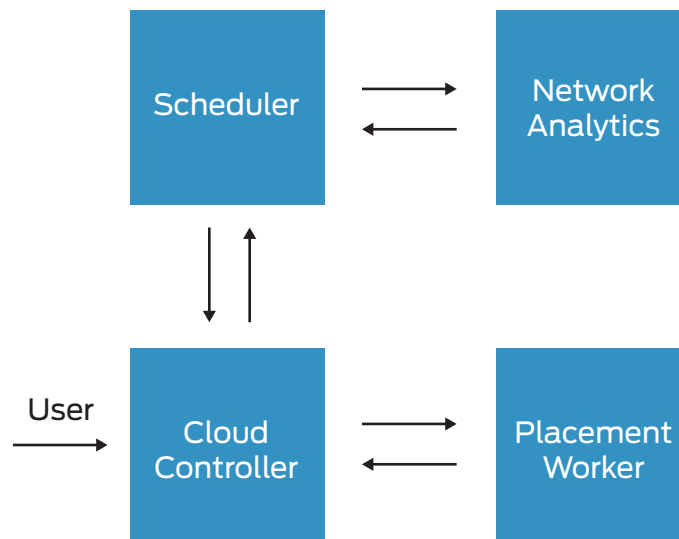 Scheduler
Network
Analytics
User
Cloud
Controller
Placement
Worker